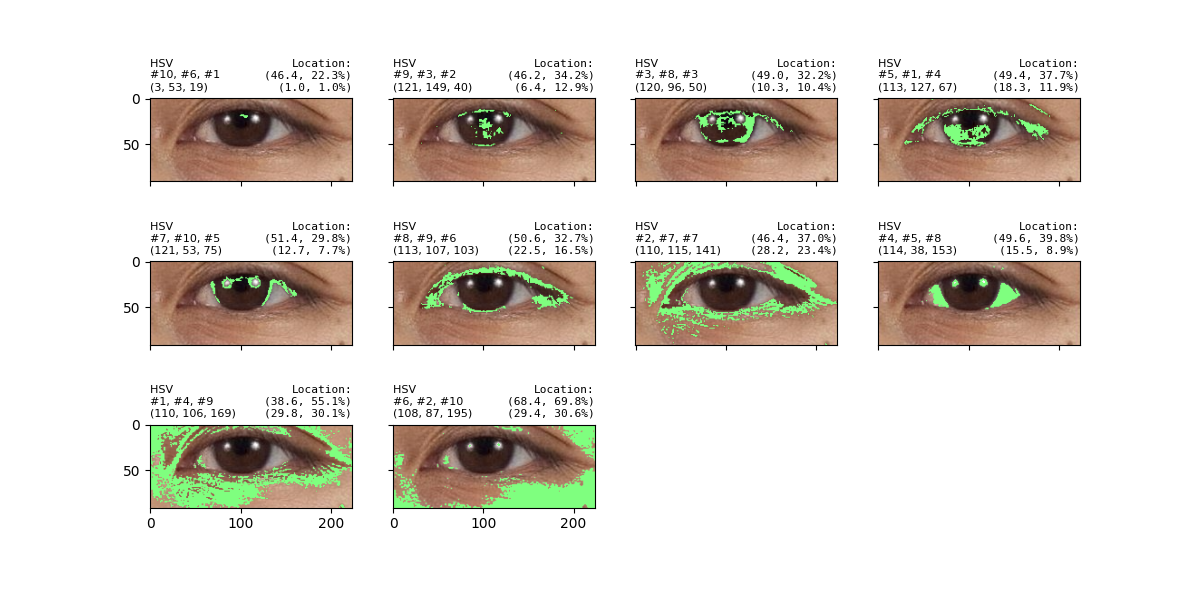 HSV Location:
#10, #6, #1 (46.4, 22.3%)
(3, 53, 19) (1.0, 1.0%)
HSV Location:
#9, #3, #2 (46.2, 34.2%)
(121, 149, 40) (6.4, 12.9%)
HSV Location:
#3, #8, #3 (49.0, 32.2%)
(120, 96, 50) (10.3, 10.4%)
HSV Location:
#5, #1, #4 (49.4, 37.7%)
(113, 127, 67) (18.3, 11.9%)
0
50
HSV Location:
#7, #10, #5 (51.4, 29.8%)
(121, 53, 75) (12.7, 7.7%)
HSV Location:
#8, #9, #6 (50.6, 32.7%)
(113, 107, 103) (22.5, 16.5%)
HSV Location:
#2, #7, #7 (46.4, 37.0%)
(110, 115, 141) (28.2, 23.4%)
HSV Location:
#4, #5, #8 (49.6, 39.8%)
(114, 38, 153) (15.5, 8.9%)
0
50
HSV Location:
#1, #4, #9 (38.6, 55.1%)
(110, 106, 169) (29.8, 30.1%)
HSV Location:
#6, #2, #10 (68.4, 69.8%)
(108, 87, 195) (29.4, 30.6%)
0
50
0 100 200
0 100 200